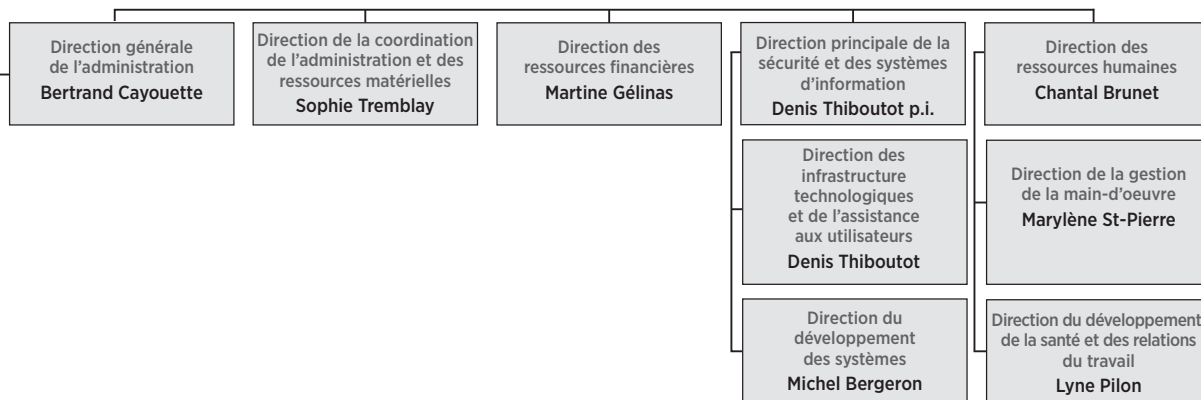 Direction générale
de l'administration
Bertrand Cayouette
Direction de la coordination
de l'administration et des
ressources matérielles
Sophie Tremblay
Direction des
ressources financières
Martine Gélinas
Direction principale de la
sécurité et des systèmes
d'information
Denis Thiboutot p.i.
Direction des
ressources humaines
Chantal Brunet
Direction des
infrastructure
technologiques
et de l'assistance
aux utilisateurs
Denis Thiboutot
Direction de la gestion
de la main-d'oeuvre
Marylène St-Pierre
Direction du
développement
des systèmes
Michel Bergeron
Direction du développement
de la santé et des relations
du travail
Lyne Pilon